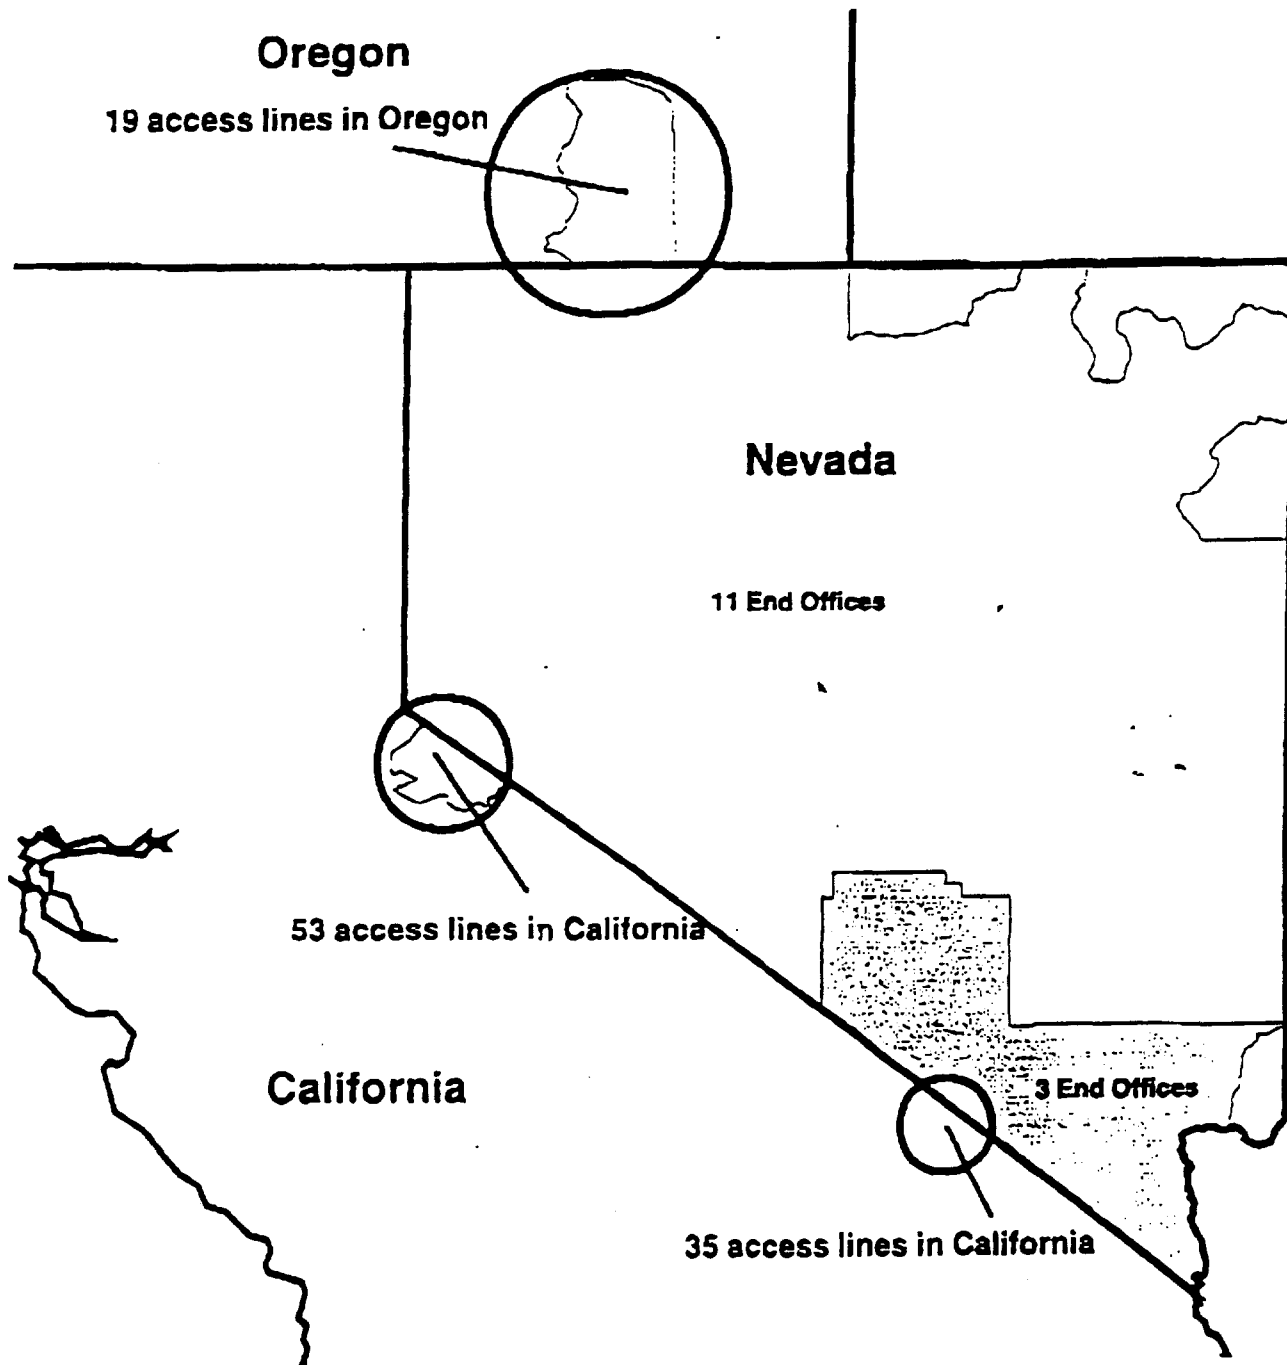 Oregon
19 access lines in Oregon
Nevada
11 End Offices
53 access lines in California
California
3 End Offices
35 access lines in California